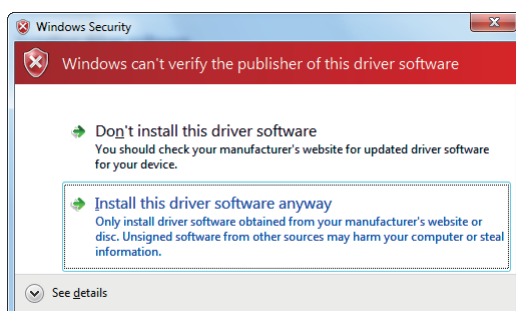 Windows Security
Windows can't verify the publisher of this driver software
Don't install this driver software
You should check your manufacturer's website for updated driver software
for your device.
Install this driver software anyway
Only install driver software obtained from your manufacturer's website or
disc. Unsigned software from other sources may harm your computer or steal
information.
See details